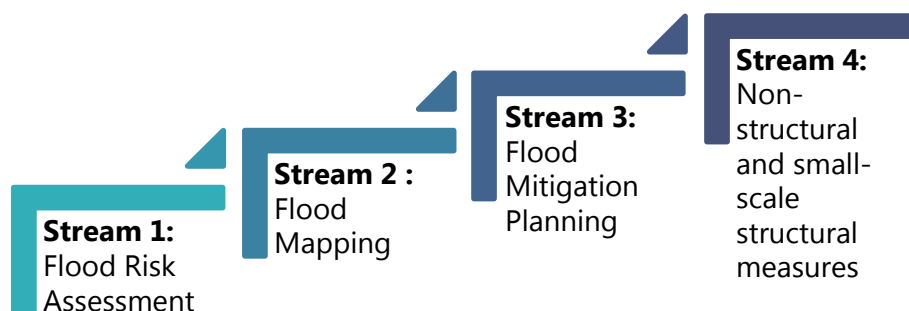 Stream 1:
Flood Risk
Assessment
Stream 2 :
Flood
Mapping
Stream 3:
Flood
Mitigation
Planning
Stream 4:
Non-
structural
and small-
scale
structural
measures